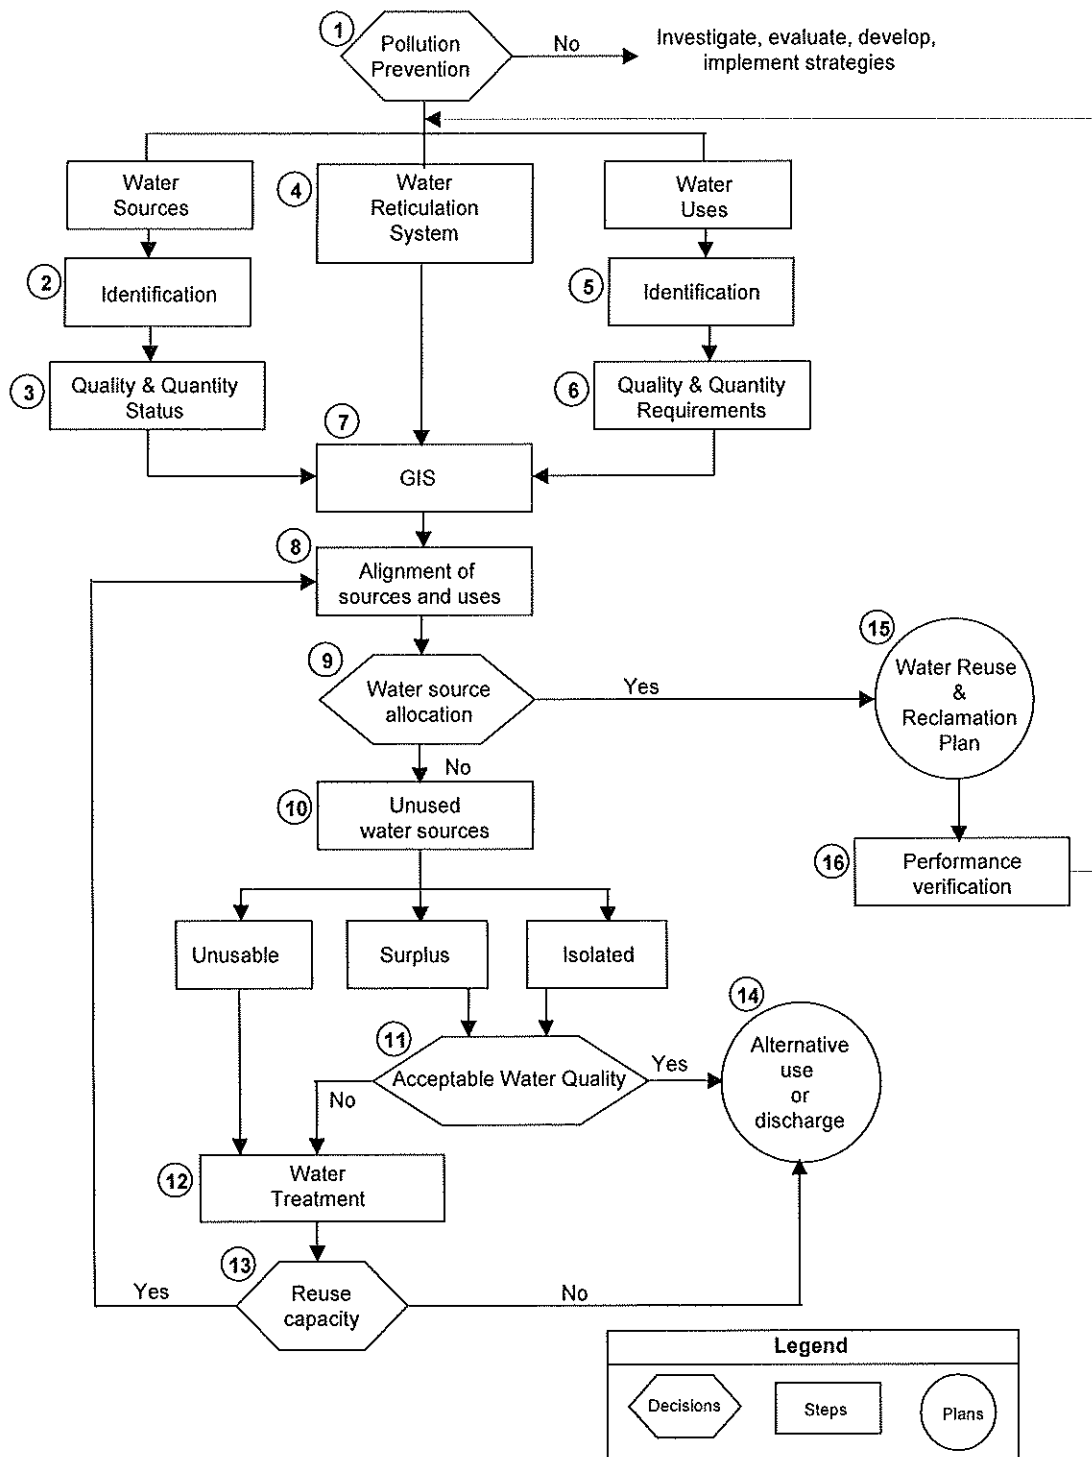 1
Pollution
Prevention
No
Investigate, evaluate, develop,
implement strategies
Water
Sources
4
Water
Reticulation
System
Water
Uses
2
Identification
5
Identification
3
Quality & Quantity
Status
6
Quality & Quantity
Requirements
7
GIS
8
Alignment of
sources and uses
9
Water source
allocation
Yes
15
Water Reuse
&
Reclamation
Plan
No
10
Unused
water sources
16
Performance
verification
Unusable
Surplus
Isolated
11
Acceptable Water Quality
Yes
14
Alternative
use
or
discharge
No
12
Water
Treatment
13
Reuse
capacity
Yes
No
Legend
Decisions
Steps
Plans